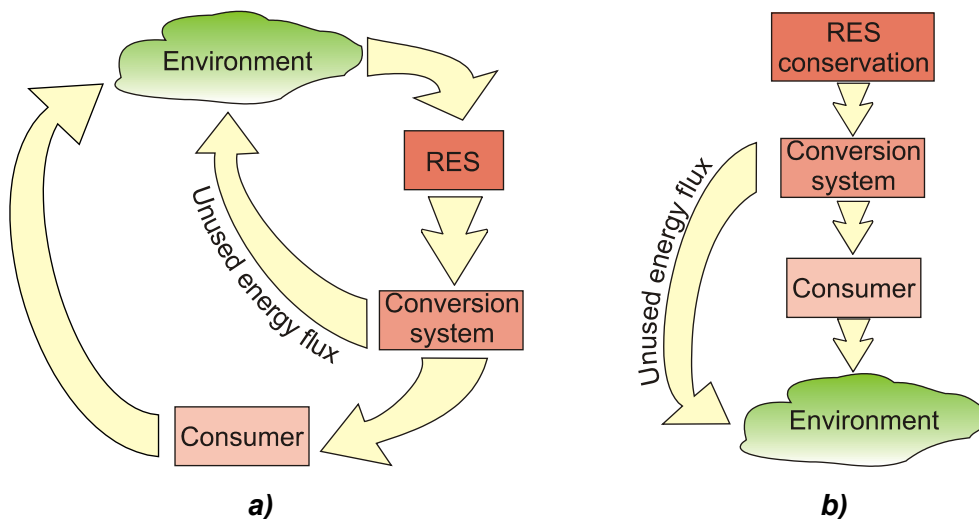 Environment
RES
Unused energy flux
Conversion
system
Consumer
a)
RES
conservation
Conversion
system
Unused energy flux
Consumer
Environment
b)